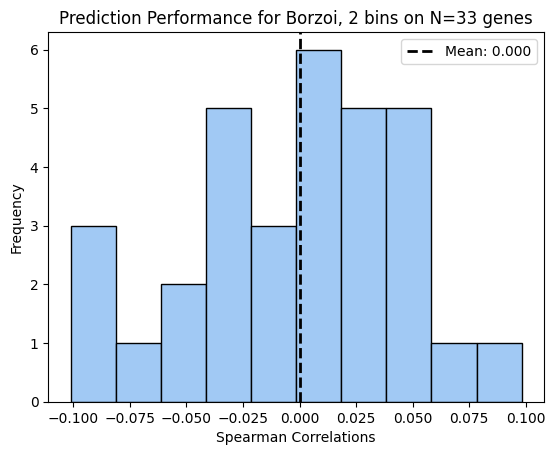 Prediction Performance for Borzoi, 2 bins on N=33 genes
Mean: 0.000
Frequency
6
5
4
3
2
1
0
−0.100 −0.075 −0.050 −0.025 0.000 0.025 0.050 0.075 0.100
Spearman Correlations